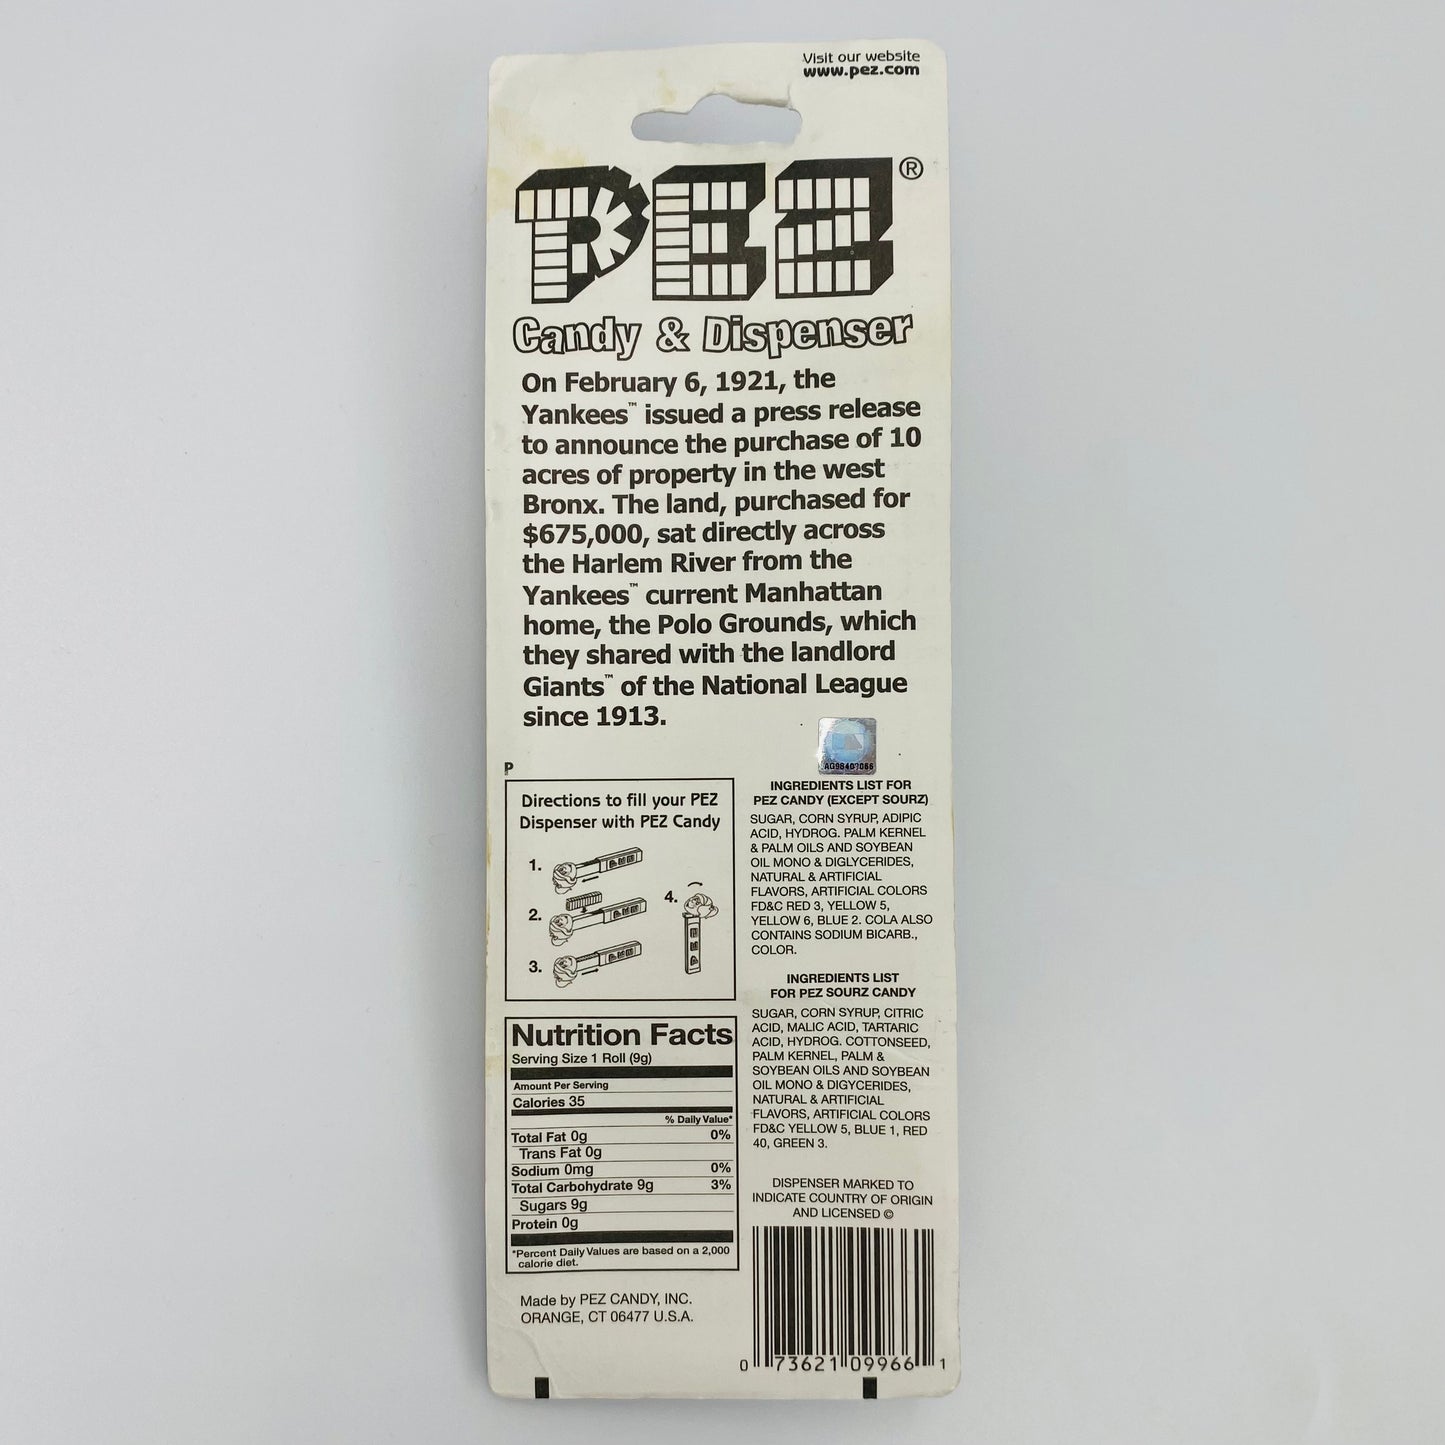 Visit our website
www.pez.com
PEZ®
Candy & Dispenser
On February 6, 1921, the
Yankees™ issued a press release
to announce the purchase of 10
acres of property in the west
Bronx. The land, purchased for
$675,000, sat directly across
the Harlem River from the
Yankees™ current Manhattan
home, the Polo Grounds, which
they shared with the landlord
Giants™ of the National League
since 1913.
P
Directions to fill your PEZ
Dispenser with PEZ Candy
1.
2.
3.
4.
Nutrition Facts
Serving Size 1 Roll (9g)
Amount Per Serving
Calories 35
% Daily Value*
Total Fat 0g 0%
Trans Fat 0g
Sodium 0mg 0%
Total Carbohydrate 9g 3%
Sugars 9g
Protein 0g
*Percent Daily Values are based on a 2,000
calorie diet.
Made by PEZ CANDY, INC.
ORANGE, CT 06477 U.S.A.
INGREDIENTS LIST FOR
PEZ CANDY (EXCEPT SOURZ)
SUGAR, CORN SYRUP, ADIPIC
ACID, HYDROG. PALM KERNEL
& PALM OILS AND SOYBEAN
OIL MONO & DIGLYCERIDES,
NATURAL & ARTIFICIAL
FLAVORS, ARTIFICIAL COLORS
FD&C RED 3, YELLOW 5,
YELLOW 6, BLUE 2. COLA ALSO
CONTAINS SODIUM BICARB.,
COLOR.
INGREDIENTS LIST
FOR PEZ SOURZ CANDY
SUGAR, CORN SYRUP, CITRIC
ACID, MALIC ACID, TARTARIC
ACID, HYDROG. COTTONSEED,
PALM KERNEL, PALM &
SOYBEAN OILS AND SOYBEAN
OIL MONO & DIGYCERIDES,
NATURAL & ARTIFICIAL
FLAVORS, ARTIFICIAL COLORS
FD&C YELLOW 5, BLUE 1, RED
40, GREEN 3.
DISPENSER MARKED TO
INDICATE COUNTRY OF ORIGIN
AND LICENSED ©
0 73621 09966 1